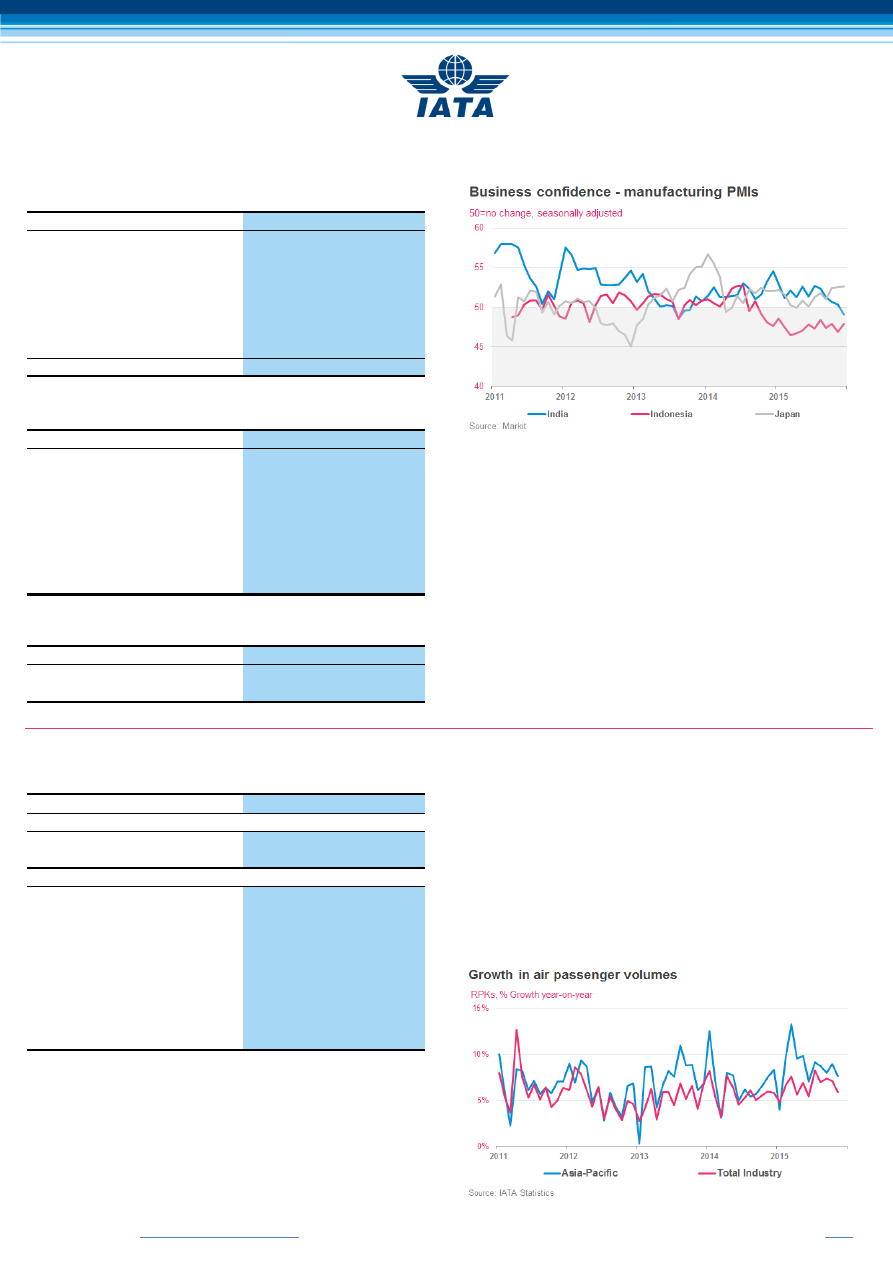 IATA
Business confidence - manufacturing PMIs
50=no change, seasonally adjusted
60
55
50
45
40
2011 2012 2013 2014 2015
India Indonesia Japan
Source: Markit
Growth in air passenger volumes
RPKs, % Growth year-on-year
15%
10%
5%
0%
2011 2012 2013 2014 2015
Asia-Pacific Total Industry
Source: IATA Statistics